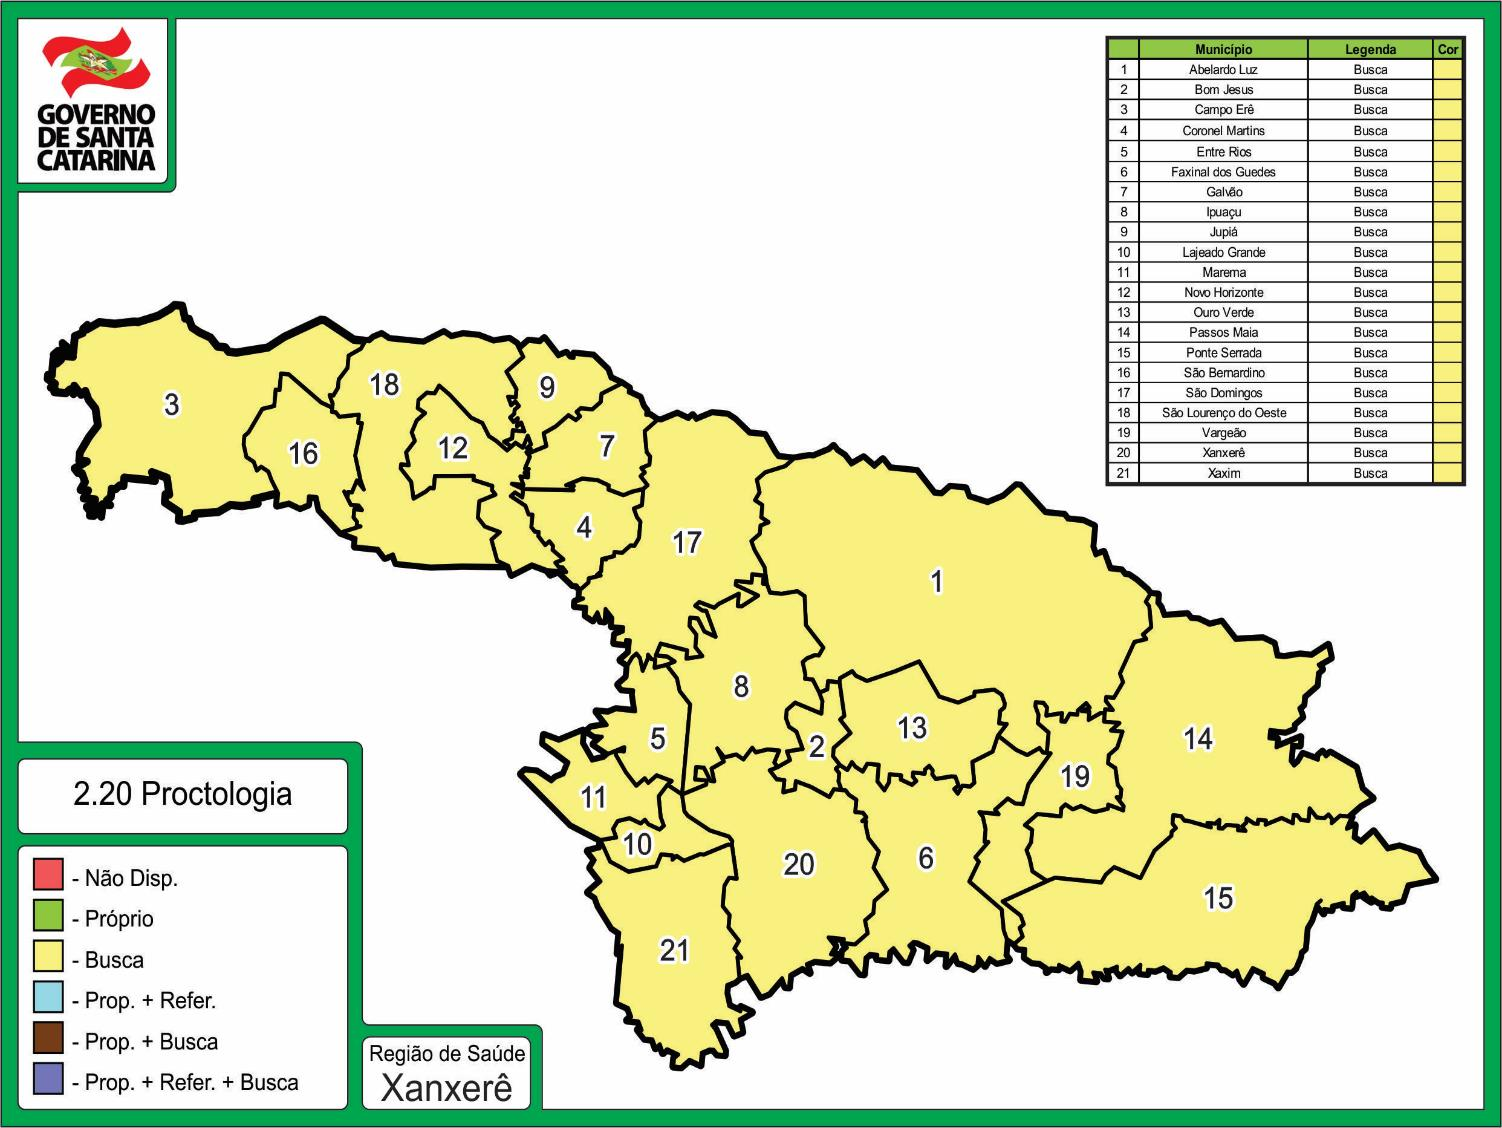 GOVERNO
DE SANTA
CATARINA
Município Legenda Cor
1 Abelardo Luz Busca
2 Bom Jesus Busca
3 Campo Erê Busca
4 Coronel Martins Busca
5 Entre Rios Busca
6 Faxinal dos Guedes Busca
7 Galvão Busca
8 Ipuaçu Busca
9 Jupiá Busca
10 Lajeado Grande Busca
11 Marema Busca
12 Novo Horizonte Busca
13 Ouro Verde Busca
14 Passos Maia Busca
15 Ponte Serrada Busca
16 São Bernardino Busca
17 São Domingos Busca
18 São Lourenço do Oeste Busca
19 Vargeão Busca
20 Xanxerê Busca
21 Xaxim Busca
3
18
9
16
12
7
4
17
1
8
5
2
13
14
19
11
10
20
6
15
21
2.20 Proctologia
- Não Disp.
- Próprio
- Busca
- Prop. + Refer.
- Prop. + Busca
- Prop. + Refer. + Busca
Região de Saúde
Xanxerê